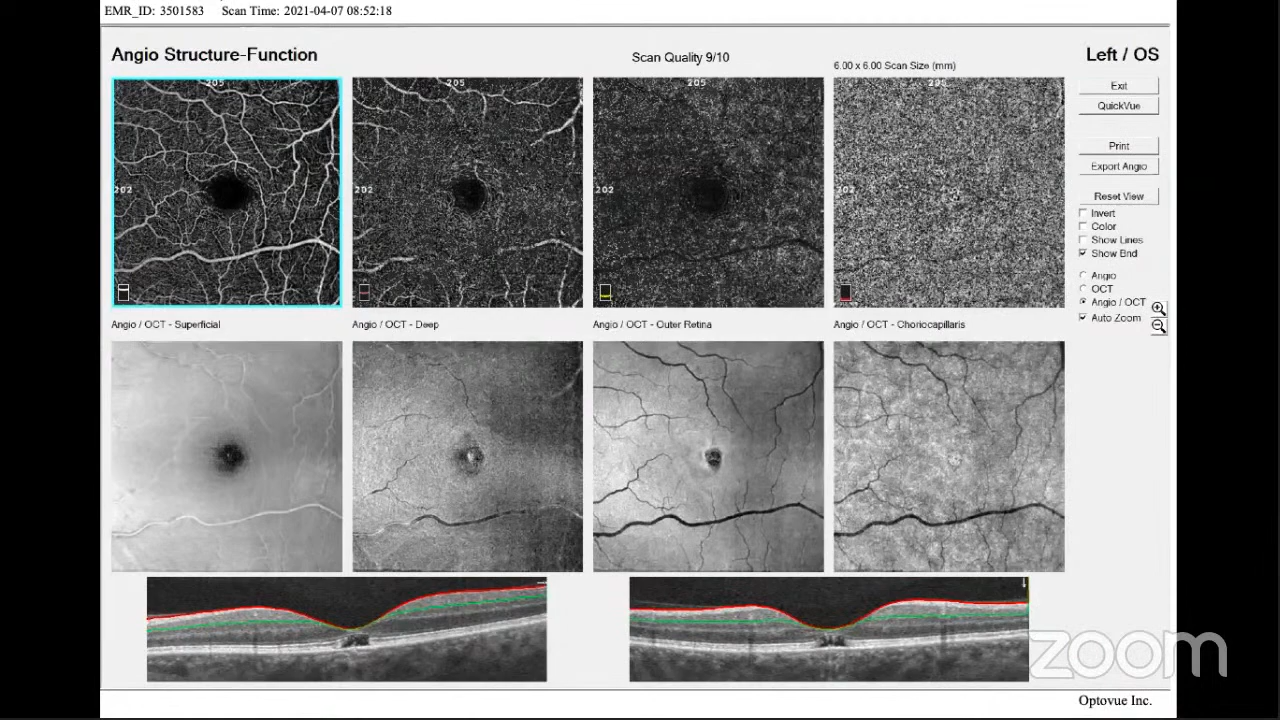 EMR_ID: 3501583 Scan Time: 2021-04-07 08:52:18
Angio Structure-Function
Scan Quality 9/10
Left / OS
6.00 x 6.00 Scan Size (mm)
205 205 205
Exit
QuickVue
Print
Export Angio
202 202 202 202
Reset View
Invert
Color
Show Lines
Show Bnd
Angio
OCT
Angio / OCT
Auto Zoom
Angio / OCT - Superficial
Angio / OCT - Deep
Angio / OCT - Outer Retina
Angio / OCT - Choriocapillaris
zoom
Optovue Inc.